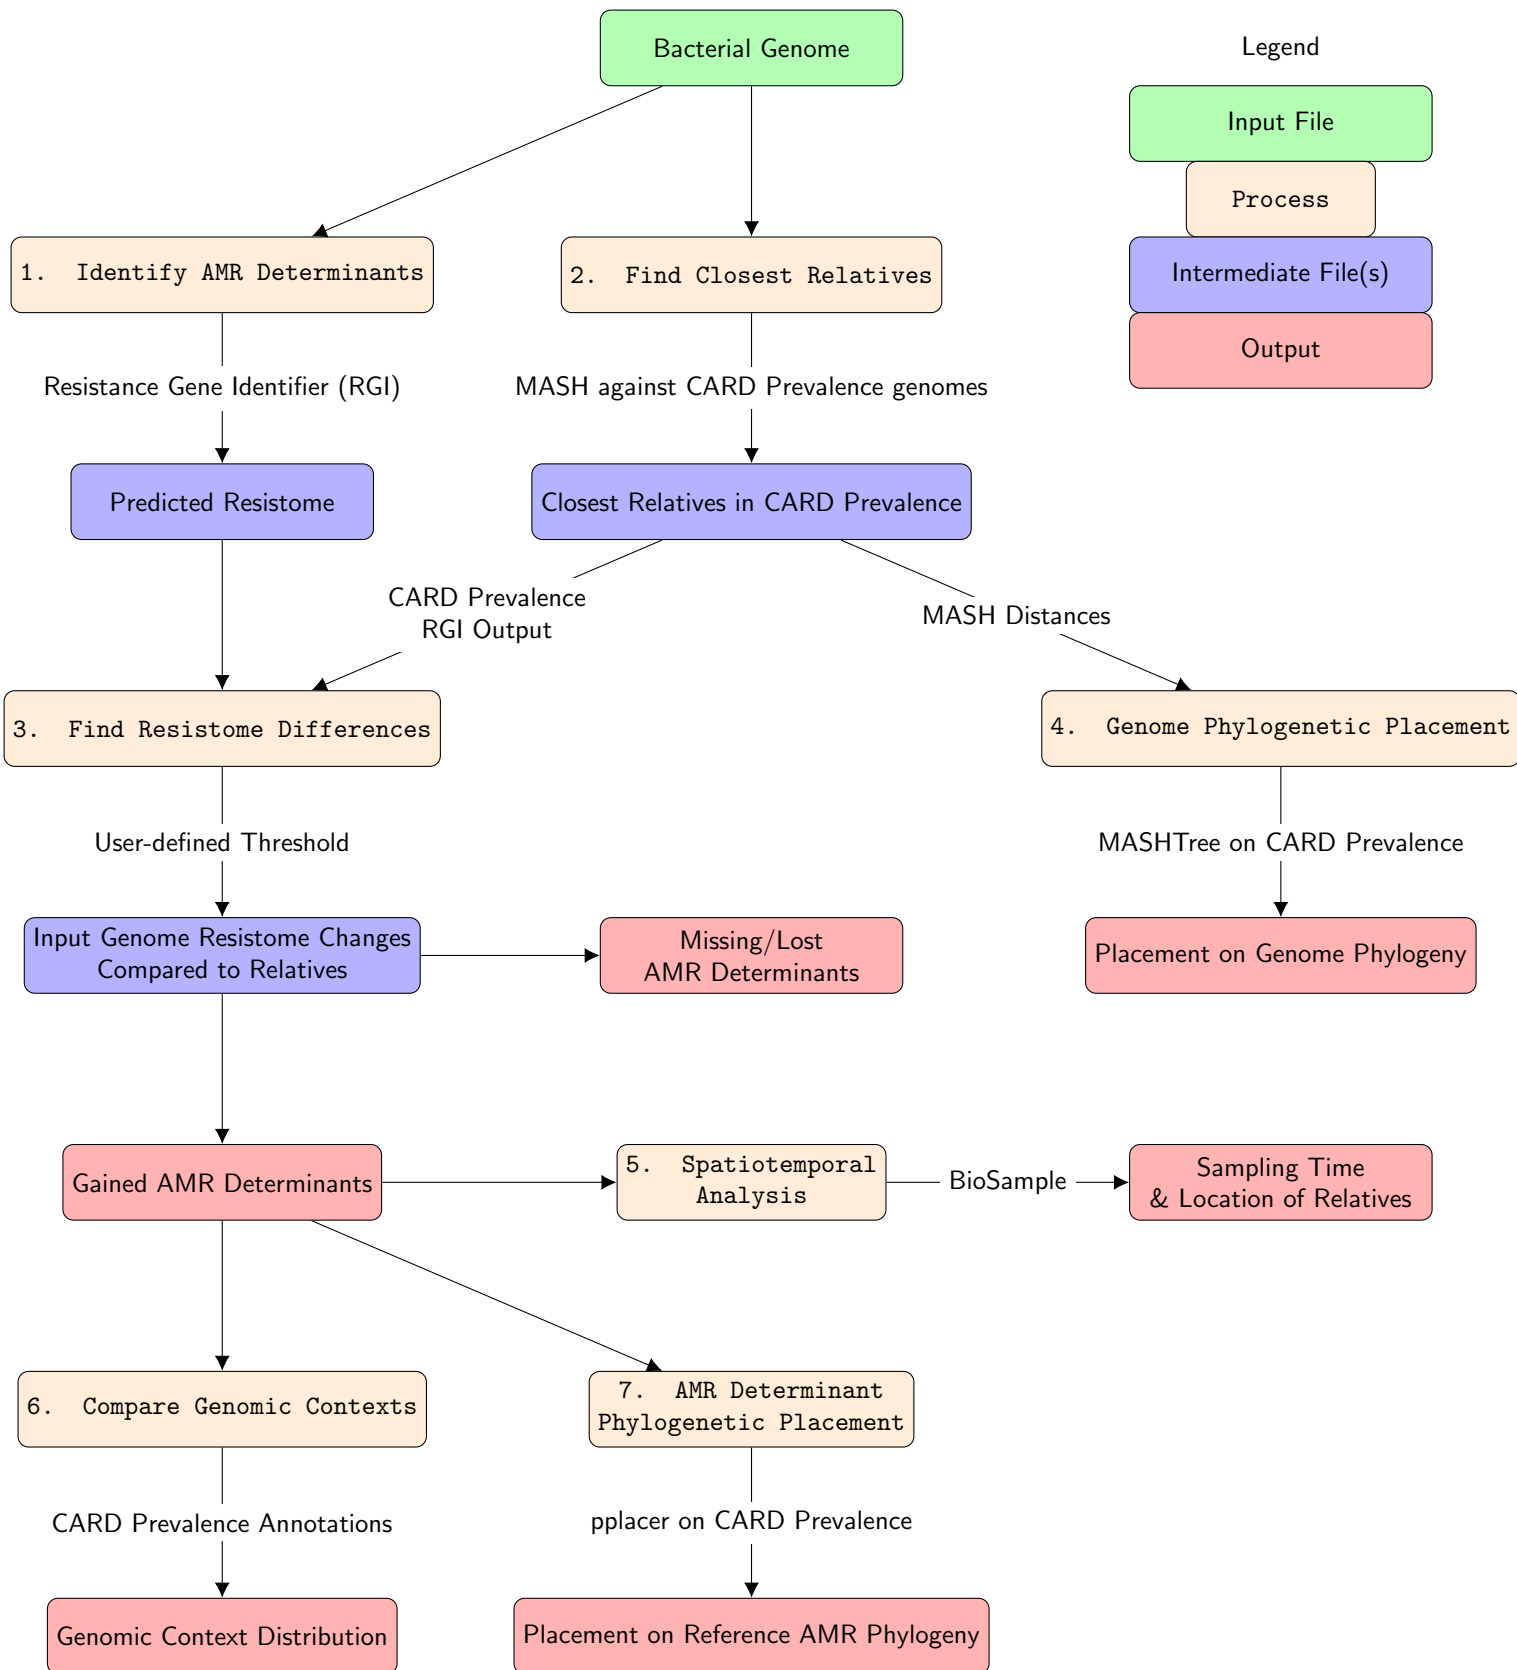 Bacterial Genome
Legend
Input File
Process
1. Identify AMR Determinants
2. Find Closest Relatives
Intermediate File(s)
Output
Resistance Gene Identifier (RGI)
MASH against CARD Prevalence genomes
Predicted Resistome
Closest Relatives in CARD Prevalence
CARD Prevalence
RGI Output
MASH Distances
3. Find Resistome Differences
4. Genome Phylogenetic Placement
User-defined Threshold
MASHTree on CARD Prevalence
Input Genome Resistome Changes
Compared to Relatives
Missing/Lost
AMR Determinants
Placement on Genome Phylogeny
Gained AMR Determinants
5. Spatiotemporal
Analysis
BioSample
Sampling Time
& Location of Relatives
6. Compare Genomic Contexts
7. AMR Determinant
Phylogenetic Placement
CARD Prevalence Annotations
pplacer on CARD Prevalence
Genomic Context Distribution
Placement on Reference AMR Phylogeny